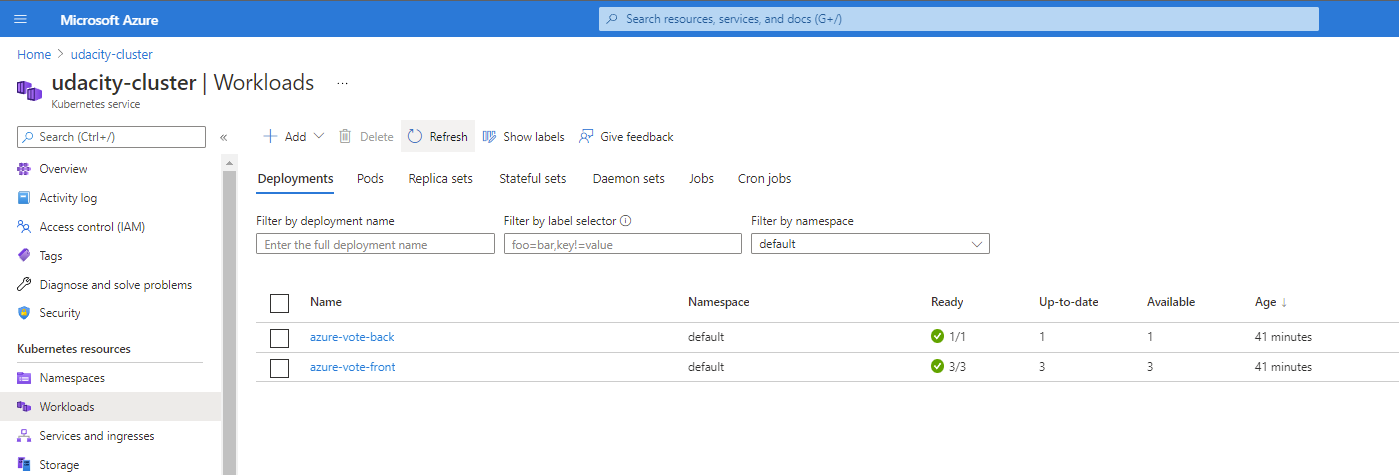 Microsoft Azure
Search resources, services, and docs (G+/)
Home > udacity-cluster
udacity-cluster | Workloads ...
Kubernetes service
Search (Ctrl+/) «
Overview
Activity log
Access control (IAM)
Tags
Diagnose and solve problems
Security
Kubernetes resources
Namespaces
Workloads
Services and ingresses
Storage
Add Delete Refresh Show labels Give feedback
Deployments Pods Replica sets Stateful sets Daemon sets Jobs Cron jobs
Filter by deployment name Filter by label selector Filter by namespace
Enter the full deployment name foo=bar,key!=value default
Name Namespace Ready Up-to-date Available Age ↓
azure-vote-back default 1/1 1 1 41 minutes
azure-vote-front default 3/3 3 3 41 minutes